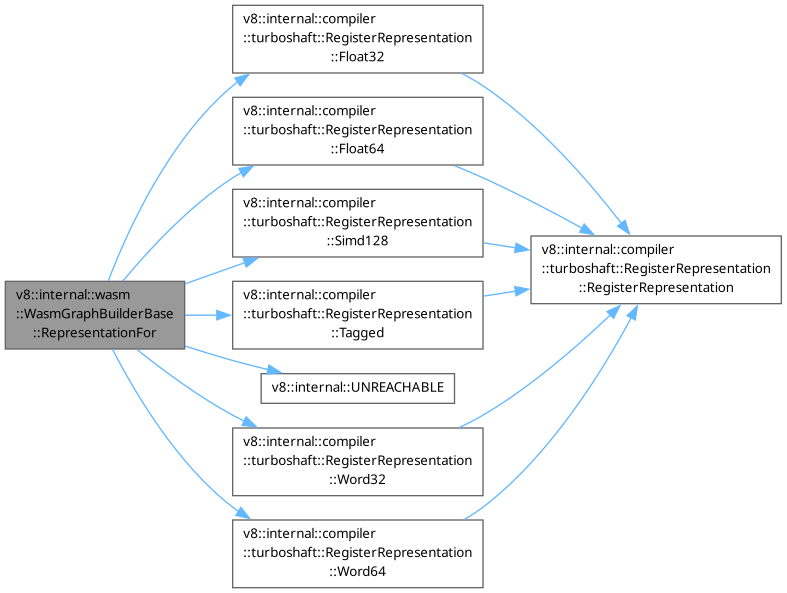 v8::internal::compiler
::turboshaft::RegisterRepresentation
::Float32
v8::internal::compiler
::turboshaft::RegisterRepresentation
::Float64
v8::internal::compiler
::turboshaft::RegisterRepresentation
::Simd128
v8::internal::compiler
::turboshaft::RegisterRepresentation
::RegisterRepresentation
v8::internal::wasm
::WasmGraphBuilderBase
::RepresentationFor
v8::internal::compiler
::turboshaft::RegisterRepresentation
::Tagged
v8::internal::UNREACHABLE
v8::internal::compiler
::turboshaft::RegisterRepresentation
::Word32
v8::internal::compiler
::turboshaft::RegisterRepresentation
::Word64